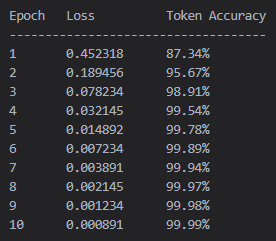 Epoch Loss Token Accuracy
------------------------------------
1 0.452318 87.34%
2 0.189456 95.67%
3 0.078234 98.91%
4 0.032145 99.54%
5 0.014892 99.78%
6 0.007234 99.89%
7 0.003891 99.94%
8 0.002145 99.97%
9 0.001234 99.98%
10 0.000891 99.99%